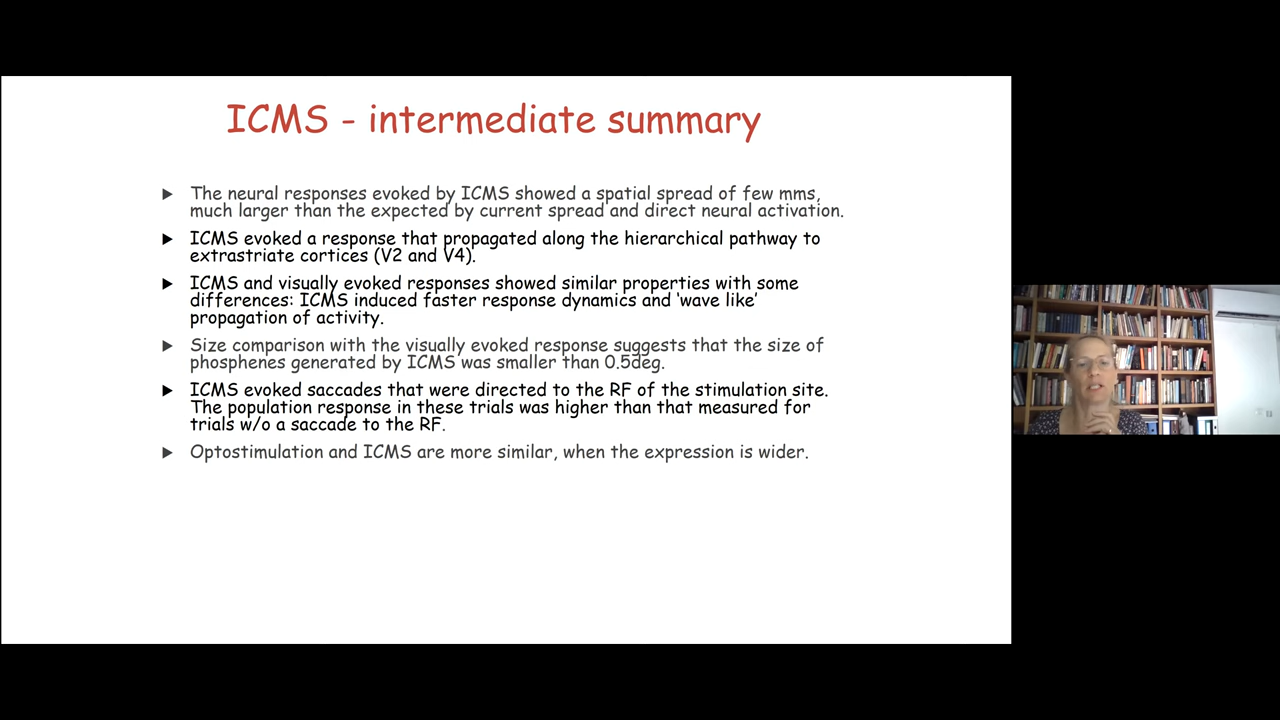 ICMS - intermediate summary
The neural responses evoked by ICMS showed a spatial spread of few mms,
much larger than the expected by current spread and direct neural activation.
ICMS evoked a response that propagated along the hierarchical pathway to
extrastriate cortices (V2 and V4).
ICMS and visually evoked responses showed similar properties with some
differences: ICMS induced faster response dynamics and ‘wave like’
propagation of activity.
Size comparison with the visually evoked response suggests that the size of
phosphenes generated by ICMS was smaller than 0.5deg.
ICMS evoked saccades that were directed to the RF of the stimulation site.
The population response in these trials was higher than that measured for
trials w/o a saccade to the RF.
Optostimulation and ICMS are more similar, when the expression is wider.